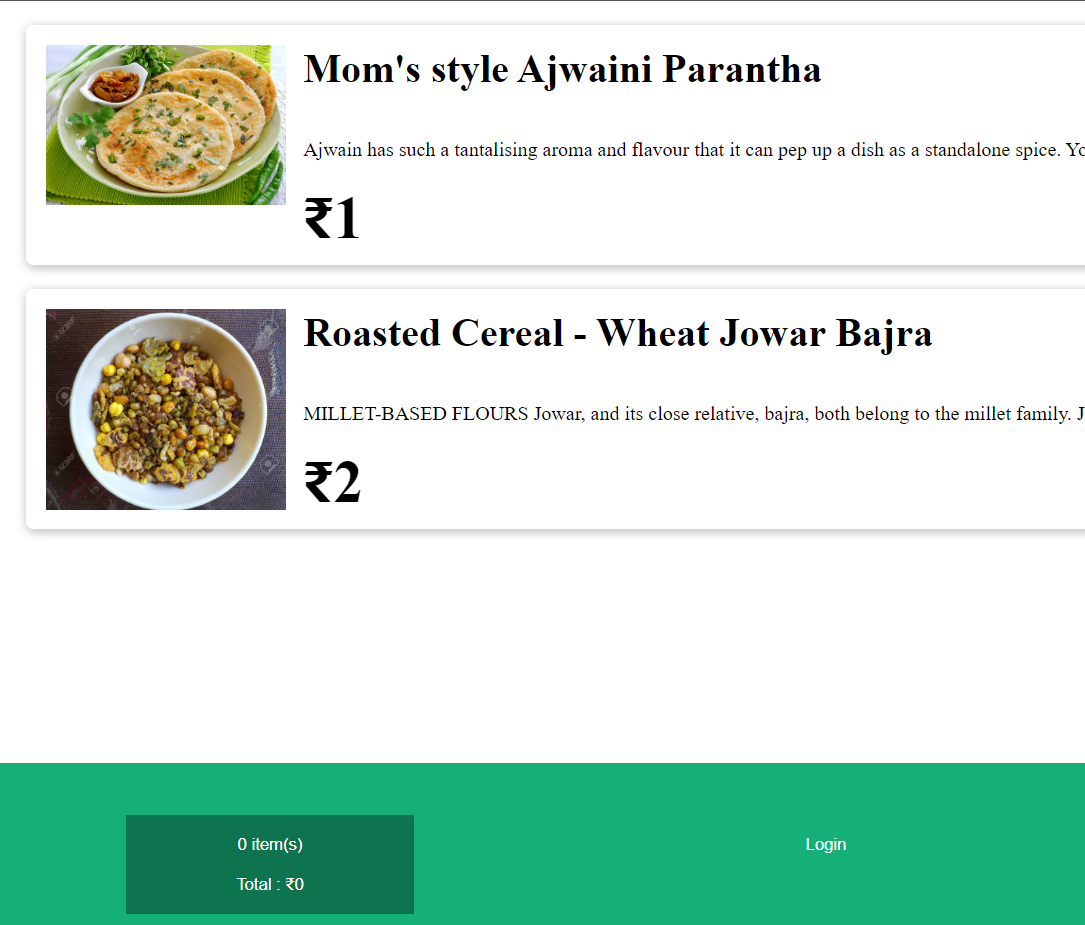 Mom's style Ajwaini Parantha
Ajwain has such a tantalising aroma and flavour that it can pep up a dish as a standalone spice. Yo
₹1
Roasted Cereal - Wheat Jowar Bajra
MILLET-BASED FLOURS Jowar, and its close relative, bajra, both belong to the millet family. J
₹2
0 item(s)
Total : ₹0
Login